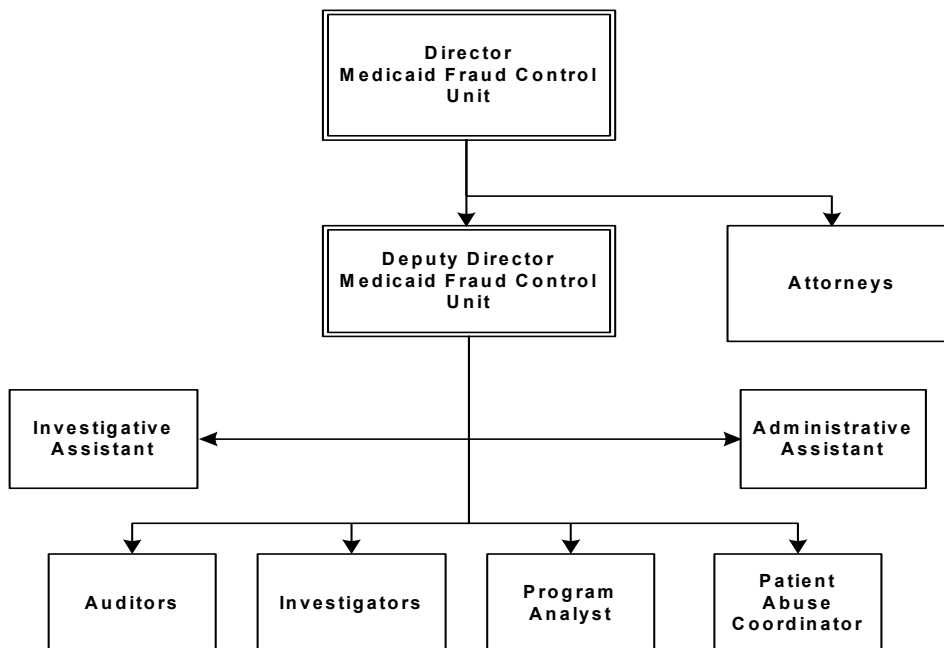 Director
Medicaid Fraud Control
Unit
Deputy Director
Medicaid Fraud Control
Unit
Attorneys
Investigative
Assistant
Administrative
Assistant
Auditors
Investigators
Program
Analyst
Patient
Abuse
Coordinator